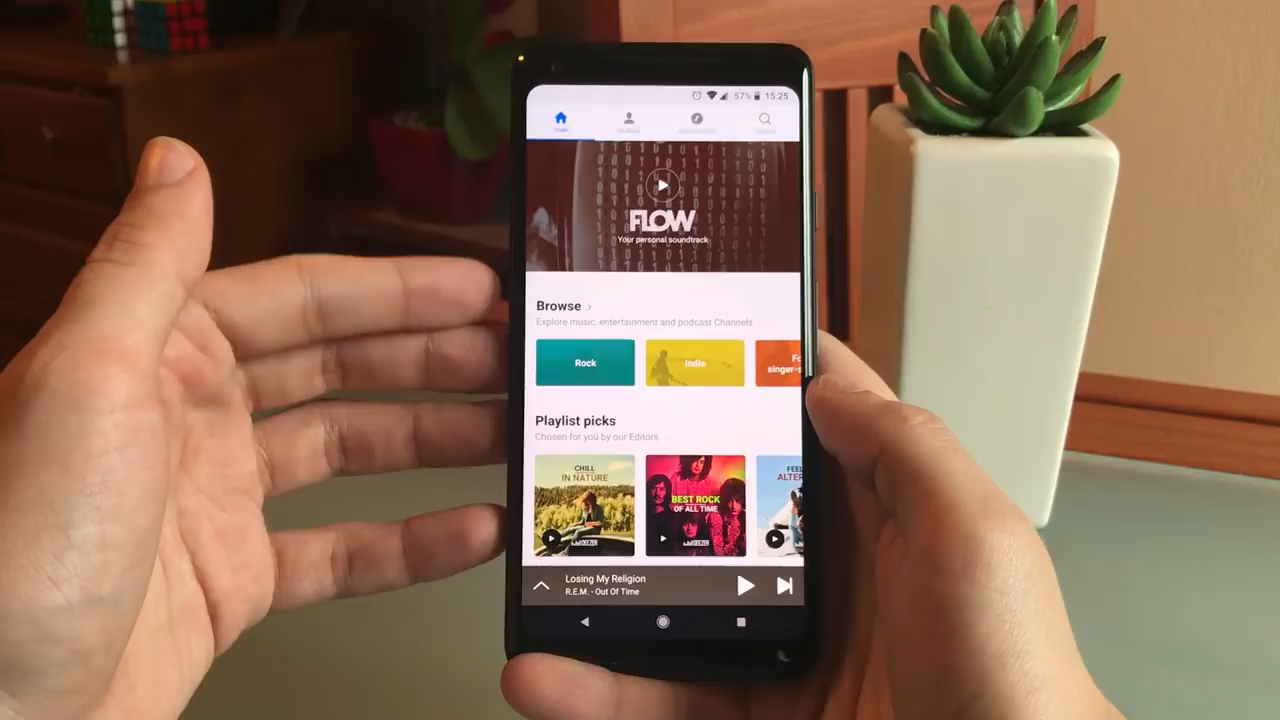 57% 15:25
FLOW
Your personal soundtrack
Browse
Explore music, entertainment and podcast Channels
Rock
Indie
Playlist picks
Chosen for you by our Editors
CHILL
IN NATURE
DEEZER
BEST ROCK
OF ALL TIME
DEEZER
Losing My Religion
R.E.M. - Out Of Time